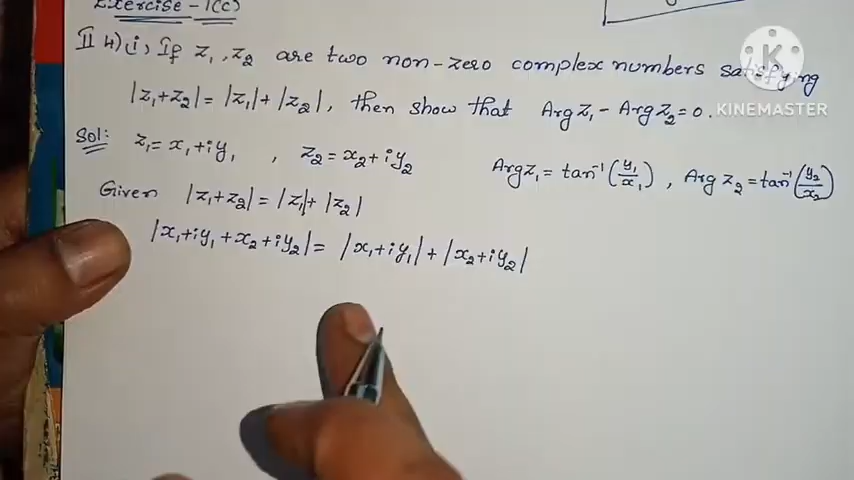 Exercise - 1(c)
II 4) (i) If z₁, z₂ are two non-zero complex numbers satisfying
|z₁+z₂| = |z₁| + |z₂|, then show that Arg z₁ - Arg z₂ = 0.
Sol: z₁ = x₁+iy₁ , z₂ = x₂+iy₂ Arg z₁ = tan⁻¹(y₁/x₁), Arg z₂ = tan⁻¹(y₂/x₂)
Given |z₁+z₂| = |z₁| + |z₂|
|x₁+iy₁+x₂+iy₂| = |x₁+iy₁| + |x₂+iy₂|
K
KINEMASTER